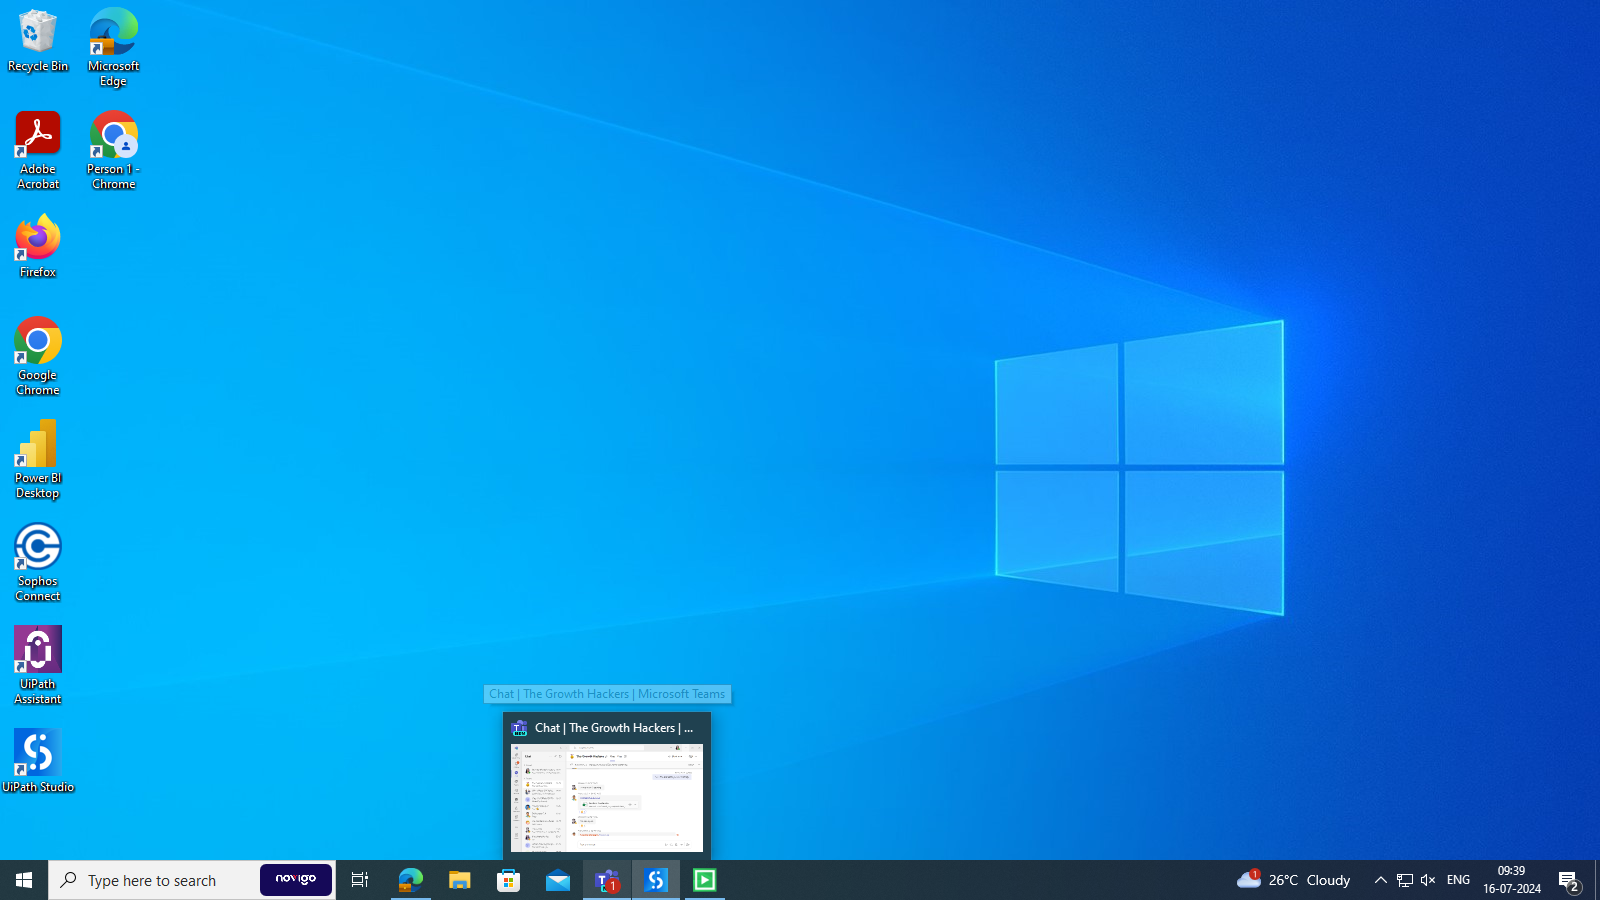 Recycle Bin
Microsoft
Edge
Adobe
Acrobat
Person 1 -
Chrome
Firefox
Google
Chrome
Power BI
Desktop
Sophos
Connect
UiPath
Assistant
UiPath Studio
Chat | The Growth Hackers | Microsoft Teams
Chat | The Growth Hackers | ...
Type here to search
novigo
1
1
26°C Cloudy
ENG
09:39
16-07-2024
2